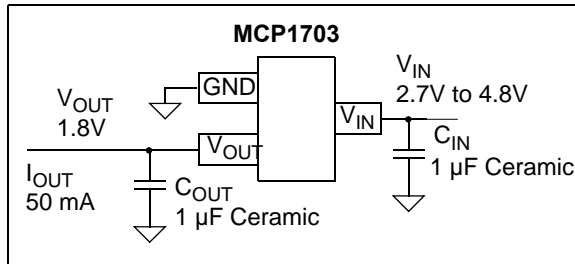 MCP1703
GND
V_IN
2.7V to 4.8V
V_OUT
1.8V
V_IN
V_OUT
C_IN
1 µF Ceramic
I_OUT
50 mA
C_OUT
1 µF Ceramic